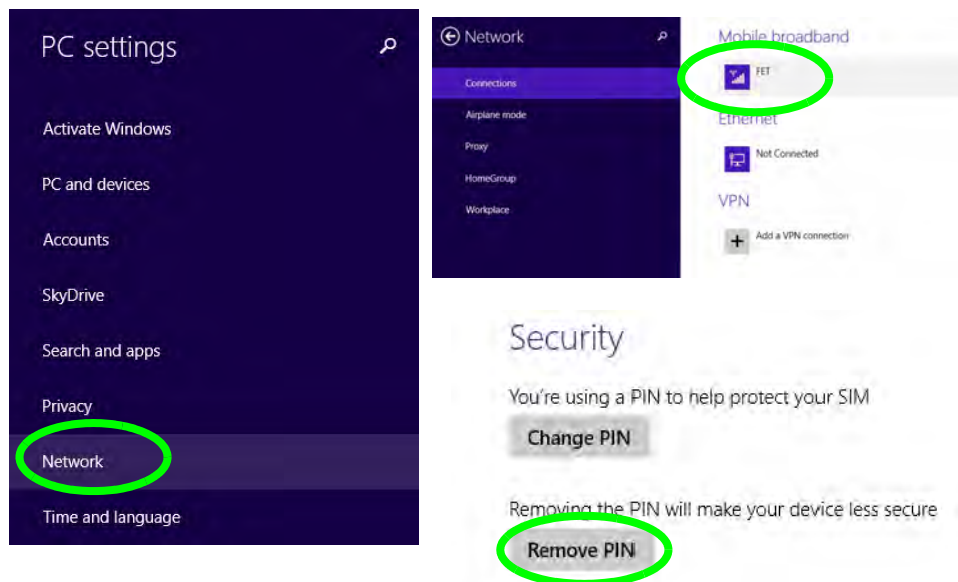 PC settings
Activate Windows
PC and devices
Accounts
SkyDrive
Search and apps
Privacy
Network
Time and language
Network
Connections
Airplane mode
Proxy
HomeGroup
Workplace
Mobile broadband
FET
Ethernet
Not Connected
VPN
Add a VPN connection
Security
You're using a PIN to help protect your SIM
Change PIN
Removing the PIN will make your device less secure
Remove PIN